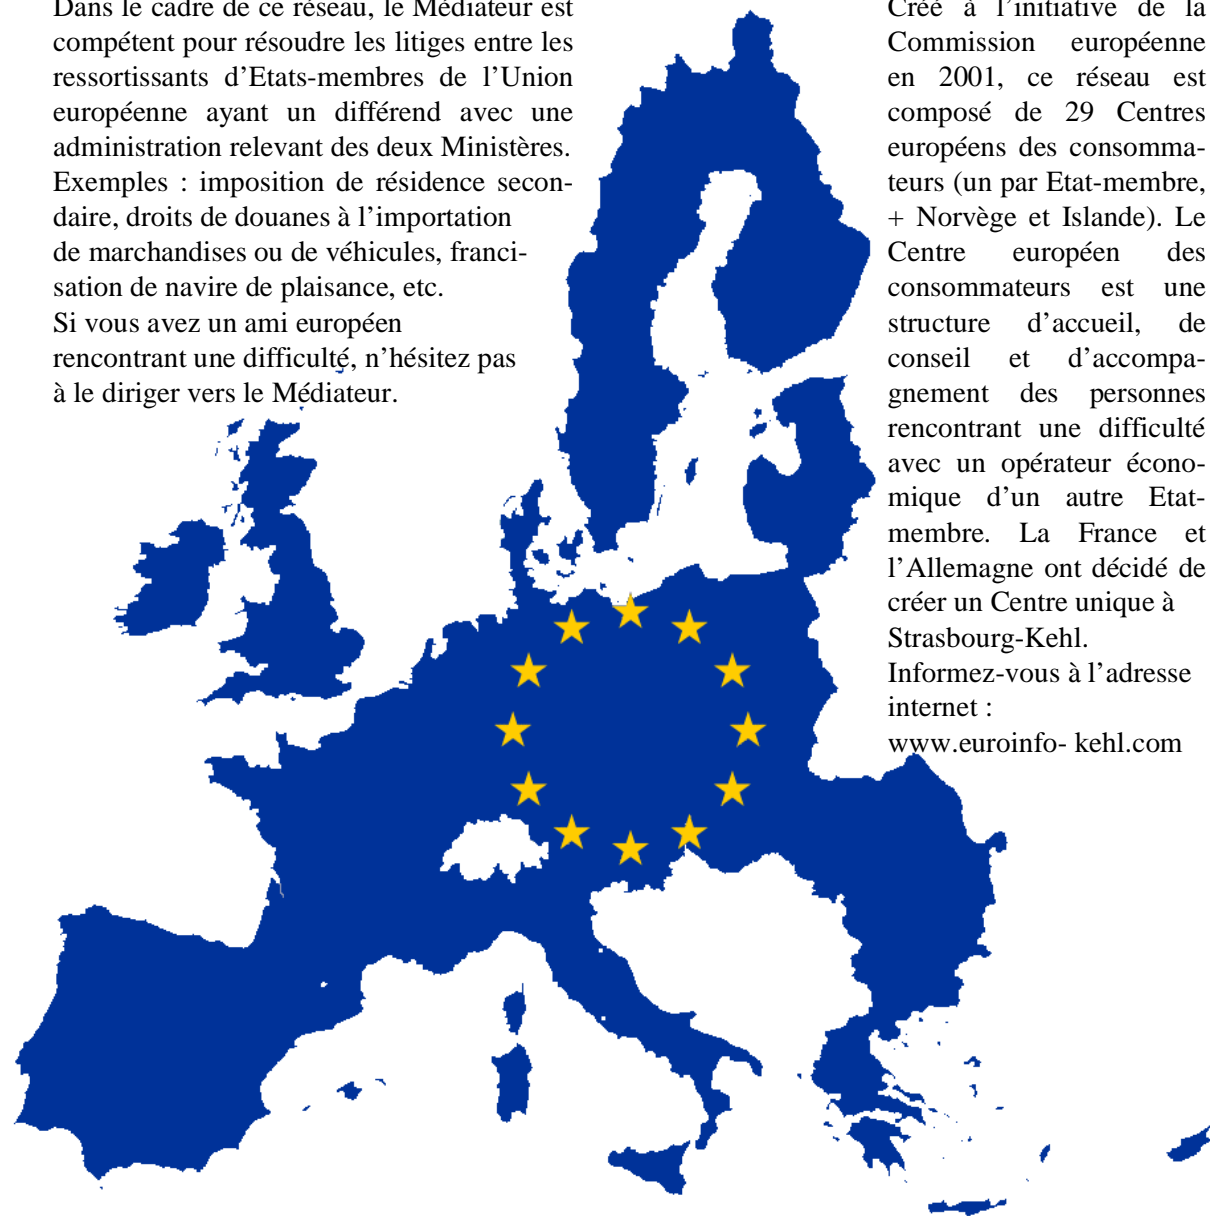 Dans le cadre de ce réseau, le Médiateur est
compétent pour résoudre les litiges entre les
ressortissants d’Etats-membres de l’Union
européenne ayant un différend avec une
administration relevant des deux Ministères.
Exemples : imposition de résidence secon-
daire, droits de douanes à l’importation
de marchandises ou de véhicules, franci-
sation de navire de plaisance, etc.
Si vous avez un ami européen
rencontrant une difficulté, n’hésitez pas
à le diriger vers le Médiateur.
Créé à l’initiative de la
Commission européenne
en 2001, ce réseau est
composé de 29 Centres
européens des consomma-
teurs (un par Etat-membre,
+ Norvège et Islande). Le
Centre européen des
consommateurs est une
structure d’accueil, de
conseil et d’accompa-
gnement des personnes
rencontrant une difficulté
avec un opérateur écono-
mique d’un autre Etat-
membre. La France et
l’Allemagne ont décidé de
créer un Centre unique à
Strasbourg-Kehl.
Informez-vous à l’adresse
internet :
www.euroinfo- kehl.com